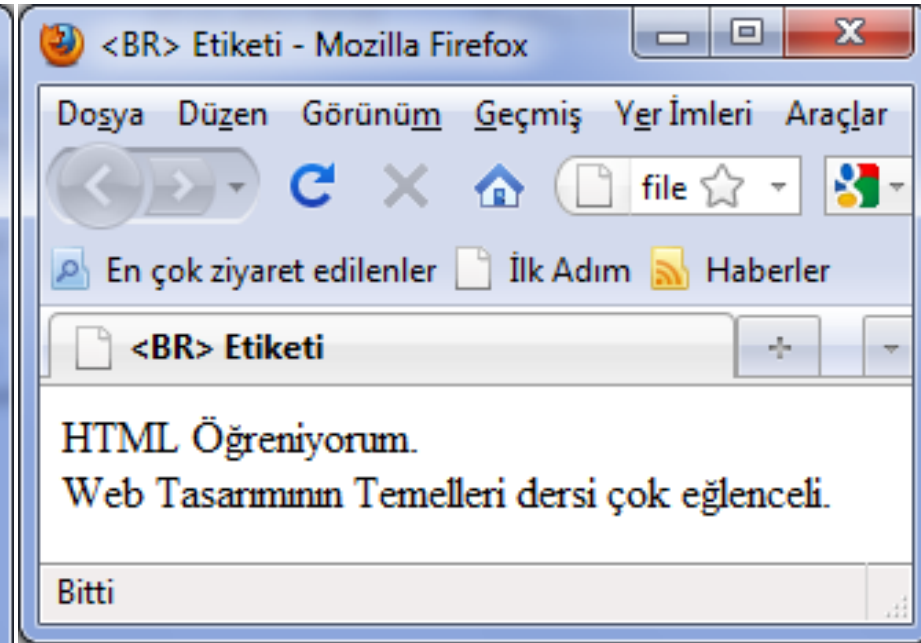 <BR> Etiketi - Mozilla Firefox
Dosya Düzen Görünüm Geçmiş Yer İmleri Araçlar
file
En çok ziyaret edilenler İlk Adım Haberler
<BR> Etiketi
HTML Öğreniyorum.
Web Tasarımının Temelleri dersi çok eğlenceli.
Bitti